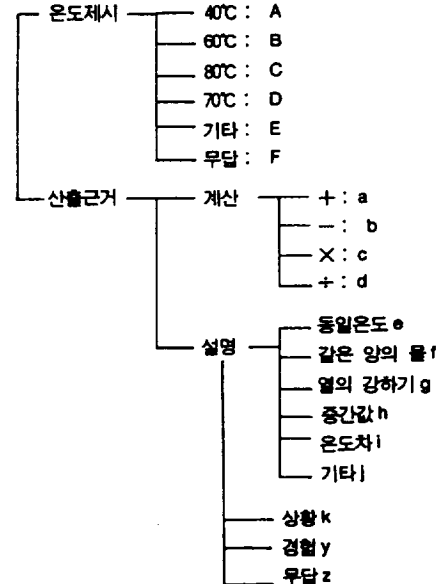 온도제시
40℃ : A
60℃ : B
80℃ : C
70℃ : D
기타 : E
무답 : F
산출근거
계산
+ : a
− : b
× : c
÷ : d
설명
동일온도 e
같은 양의 물 f
열의 강하기 g
중간값 h
온도차 i
기타 j
상황 k
경험 y
무답 z